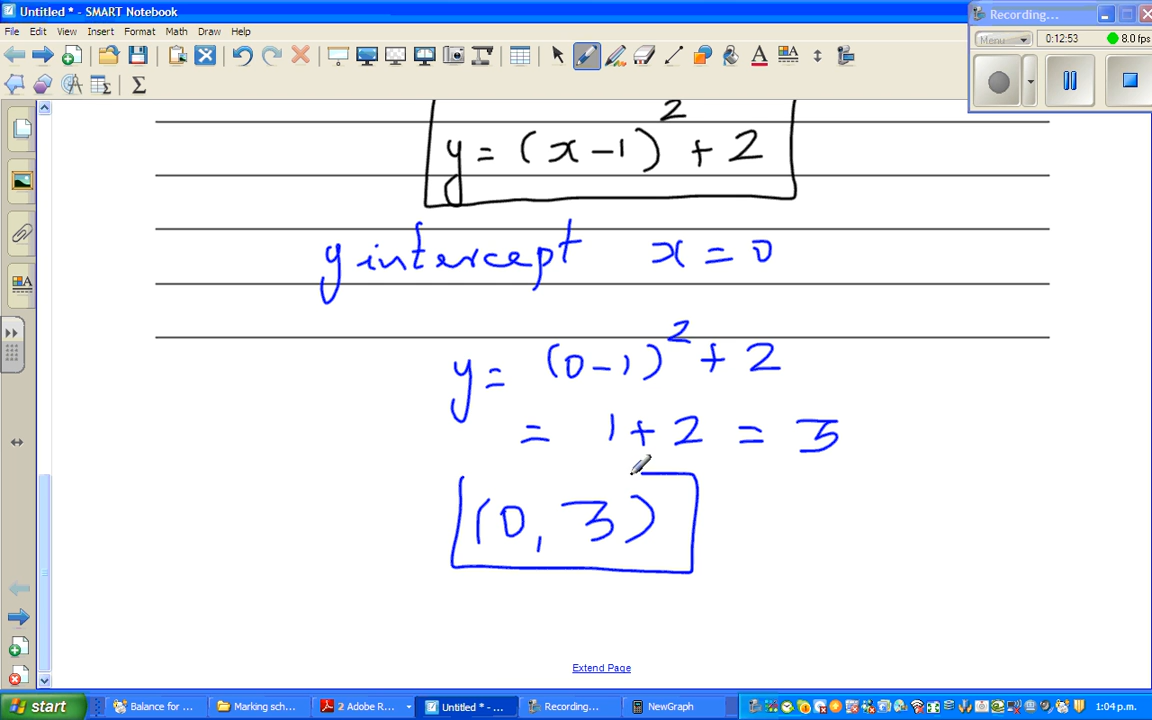 Untitled * - SMART Notebook
File Edit View Insert Format Math Draw Help
Recording...
Menu
0:12:53
8.0 fps
y = (x-1)² + 2
y intercept x = 0
y = (0-1)² + 2
= 1 + 2 = 3
(0, 3)
Extend Page
start
Balance for ...
Marking sch...
2 Adobe R...
Untitled * - ...
Recording...
NewGraph
1:04 p.m.